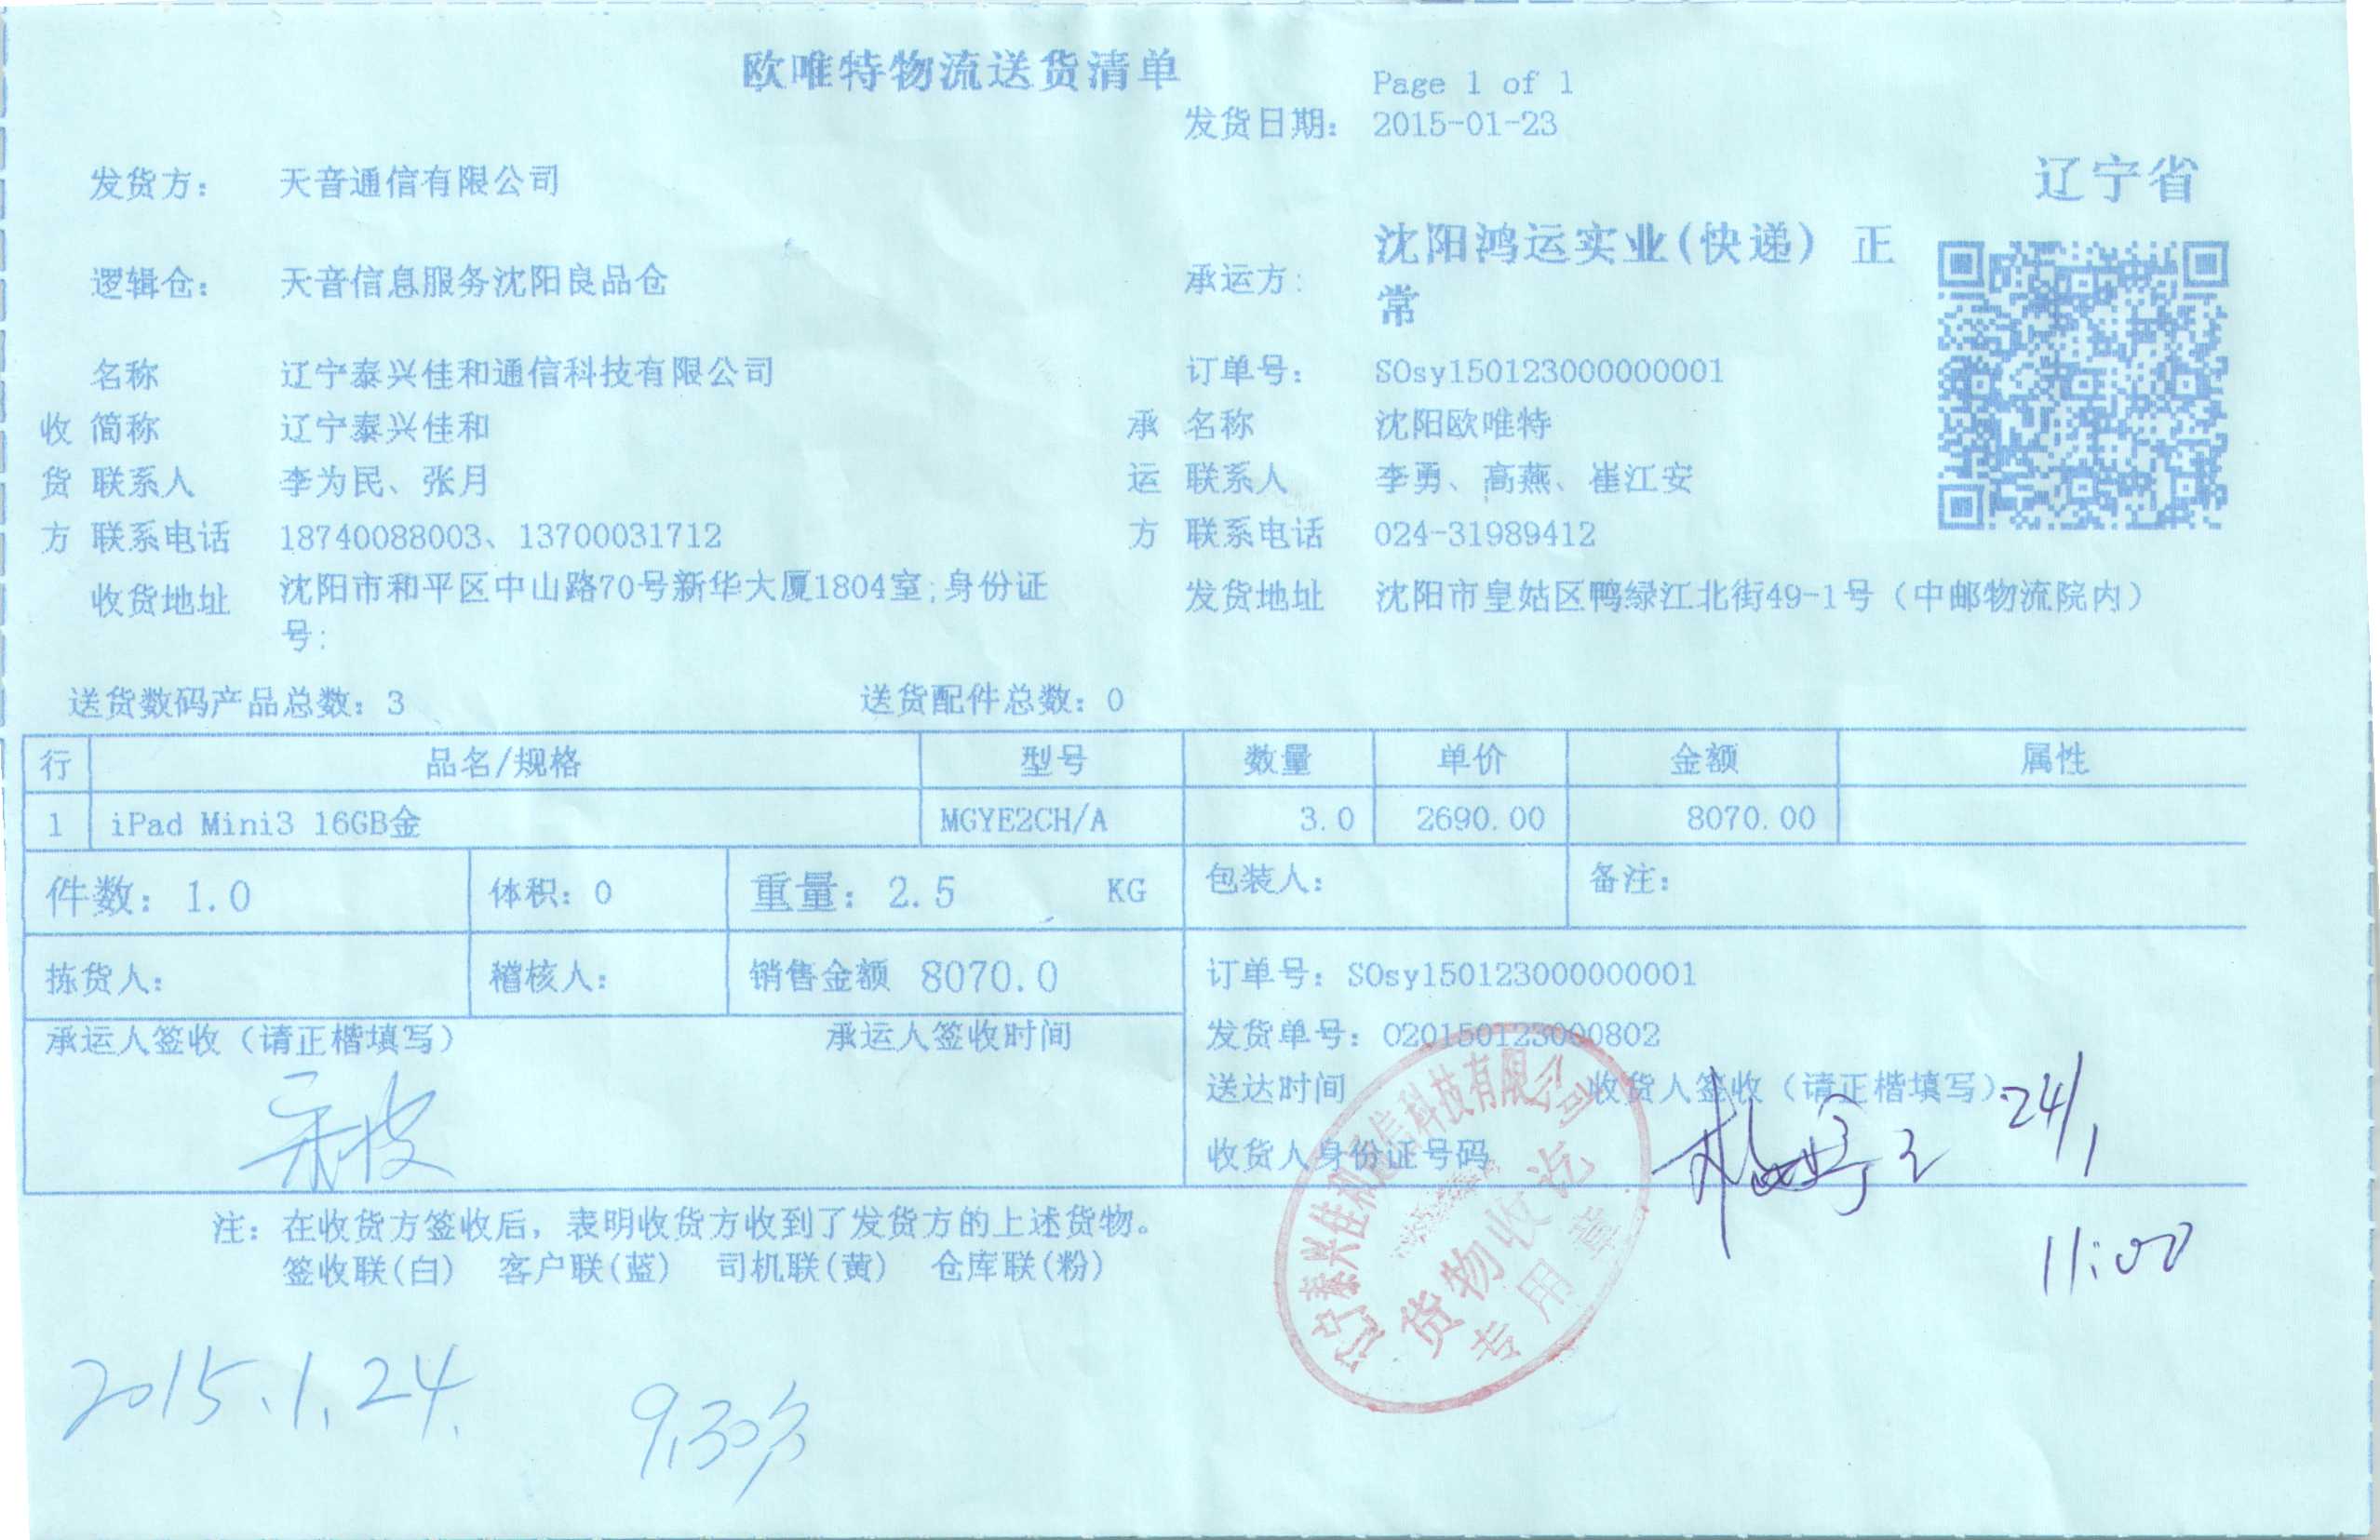 欧唯特物流送货清单
Page 1 of 1
发货日期: 2015-01-23
发货方: 天音通信有限公司
辽宁省
逻辑仓: 天音信息服务沈阳良品仓
承运方: 沈阳鸿运实业(快递) 正
常
名称 辽宁泰兴佳和通信科技有限公司 订单号: SOsy150123000000001
收 简称 辽宁泰兴佳和 承 名称 沈阳欧唯特
货 联系人 李为民、张月 运 联系人 李勇、高燕、崔江安
方 联系电话 18740088003、13700031712 方 联系电话 024-31989412
收货地址 沈阳市和平区中山路70号新华大厦1804室;身份证 发货地址 沈阳市皇姑区鸭绿江北街49-1号（中邮物流院内）
号:
送货数码产品总数: 3 送货配件总数: 0
行 品名/规格 型号 数量 单价 金额 属性
1 iPad Mini3 16GB金 MGYE2CH/A 3.0 2690.00 8070.00
件数: 1.0 体积: 0 重量: 2.5 KG 包装人: 备注:
拣货人: 稽核人: 销售金额 8070.0 订单号: SOsy150123000000001
承运人签收（请正楷填写） 承运人签收时间 发货单号: 020150123000802
送达时间 收货人签收（请正楷填写） 24/1
收货人身份证号码
11:00
注: 在收货方签收后，表明收货方收到了发货方的上述货物。
签收联(白) 客户联(蓝) 司机联(黄) 仓库联(粉)
辽宁泰兴佳和通信科技有限公司
货物收讫
专用章
2015.1.24.